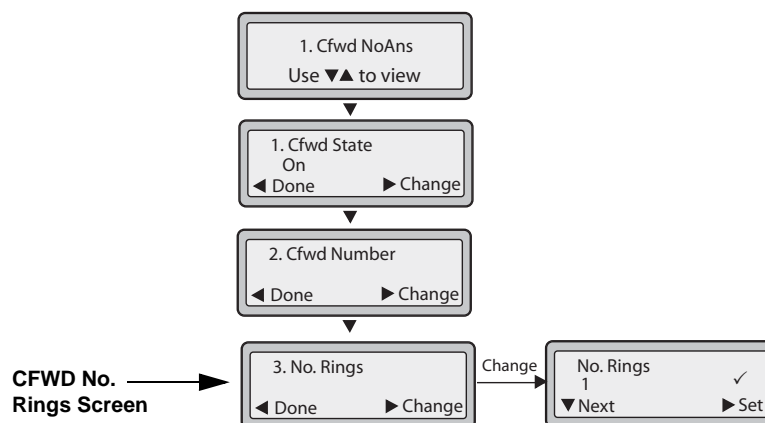 1. Cfwd NoAns
Use ▼▲ to view
▼
1. Cfwd State
On
◀ Done ▶ Change
▼
2. Cfwd Number
◀ Done ▶ Change
▼
CFWD No.
Rings Screen
3. No. Rings
◀ Done ▶ Change
Change
No. Rings
1 ✓
▼ Next ▶ Set